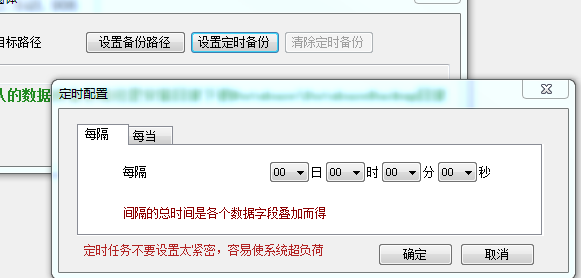 目标路径 设置备份路径 设置定时备份 清除定时备份
人的数据
定时配置
每隔 每当
每隔 00 日 00 时 00 分 00 秒
间隔的总时间是各个数据字段叠加而得
定时任务不要设置太紧密，容易使系统超负荷
确定 取消